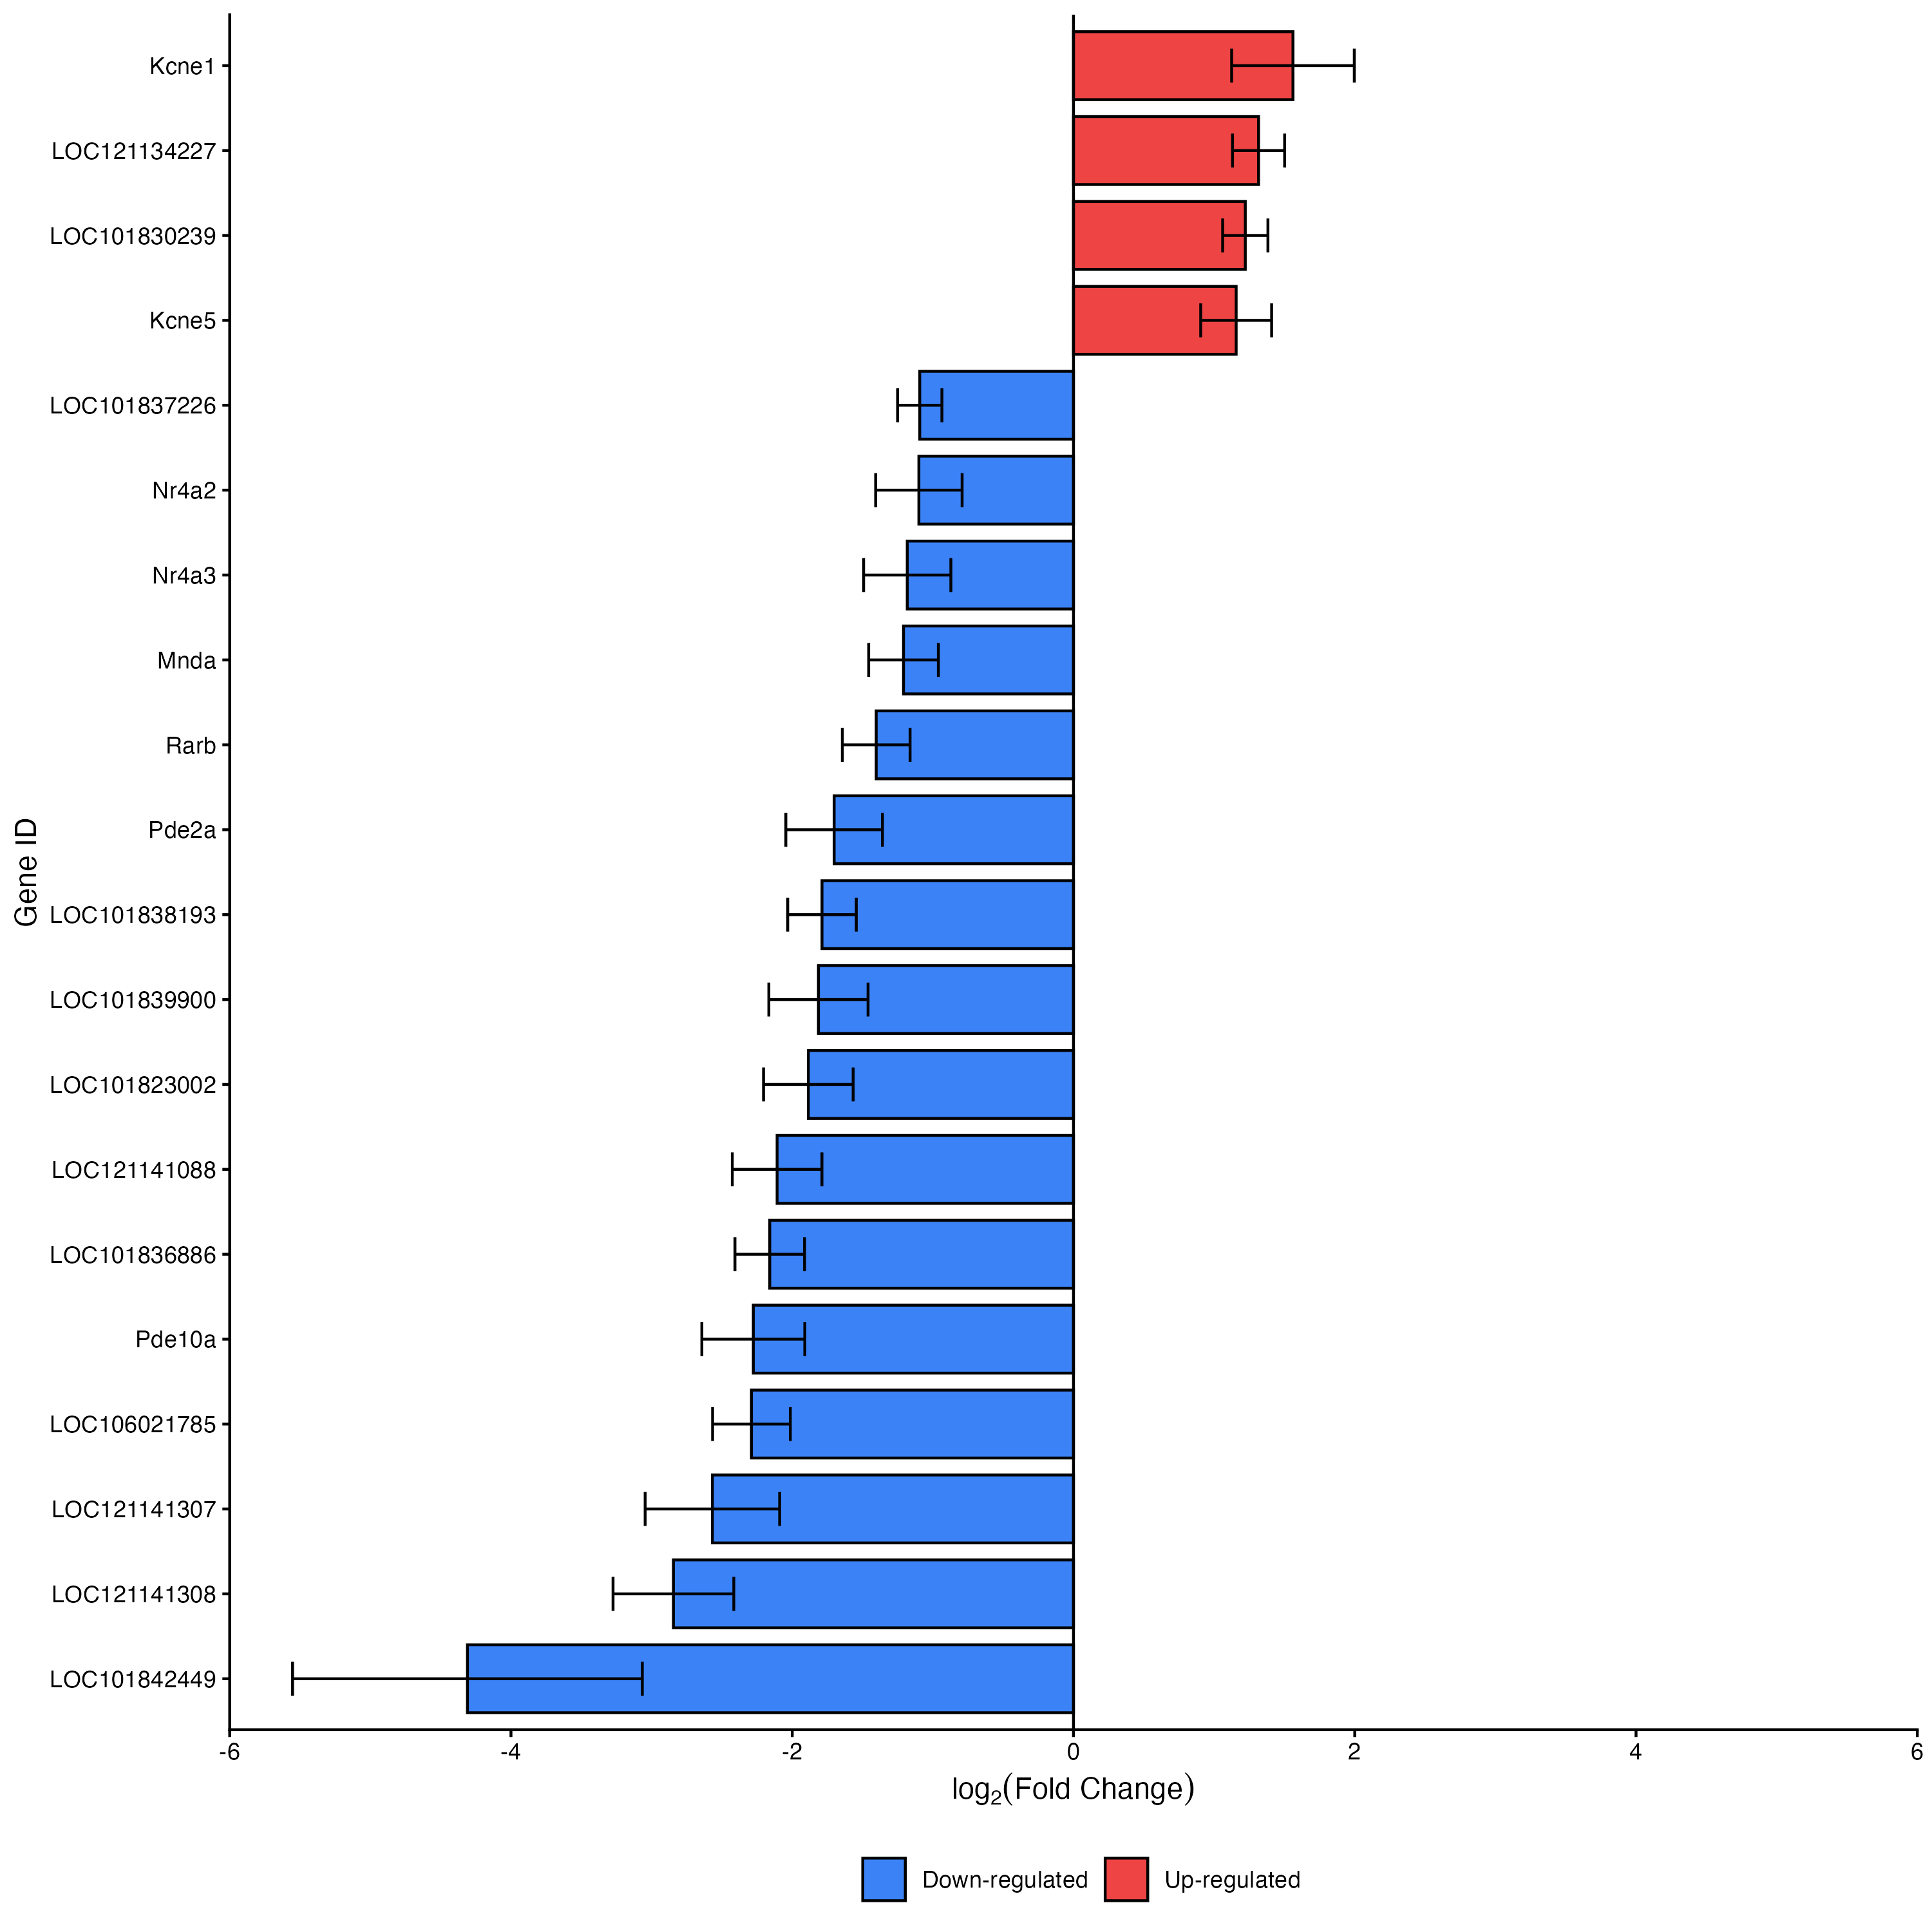 Kcne1
LOC121134227
LOC101830239
Kcne5
LOC101837226
Nr4a2
Nr4a3
Mnda
Rarb
Pde2a
LOC101838193
LOC101839900
LOC101823002
LOC121141088
LOC101836886
Pde10a
LOC106021785
LOC121141307
LOC121141308
LOC101842449
Gene ID
-6 -4 -2 0 2 4 6
log₂(Fold Change)
Down-regulated Up-regulated